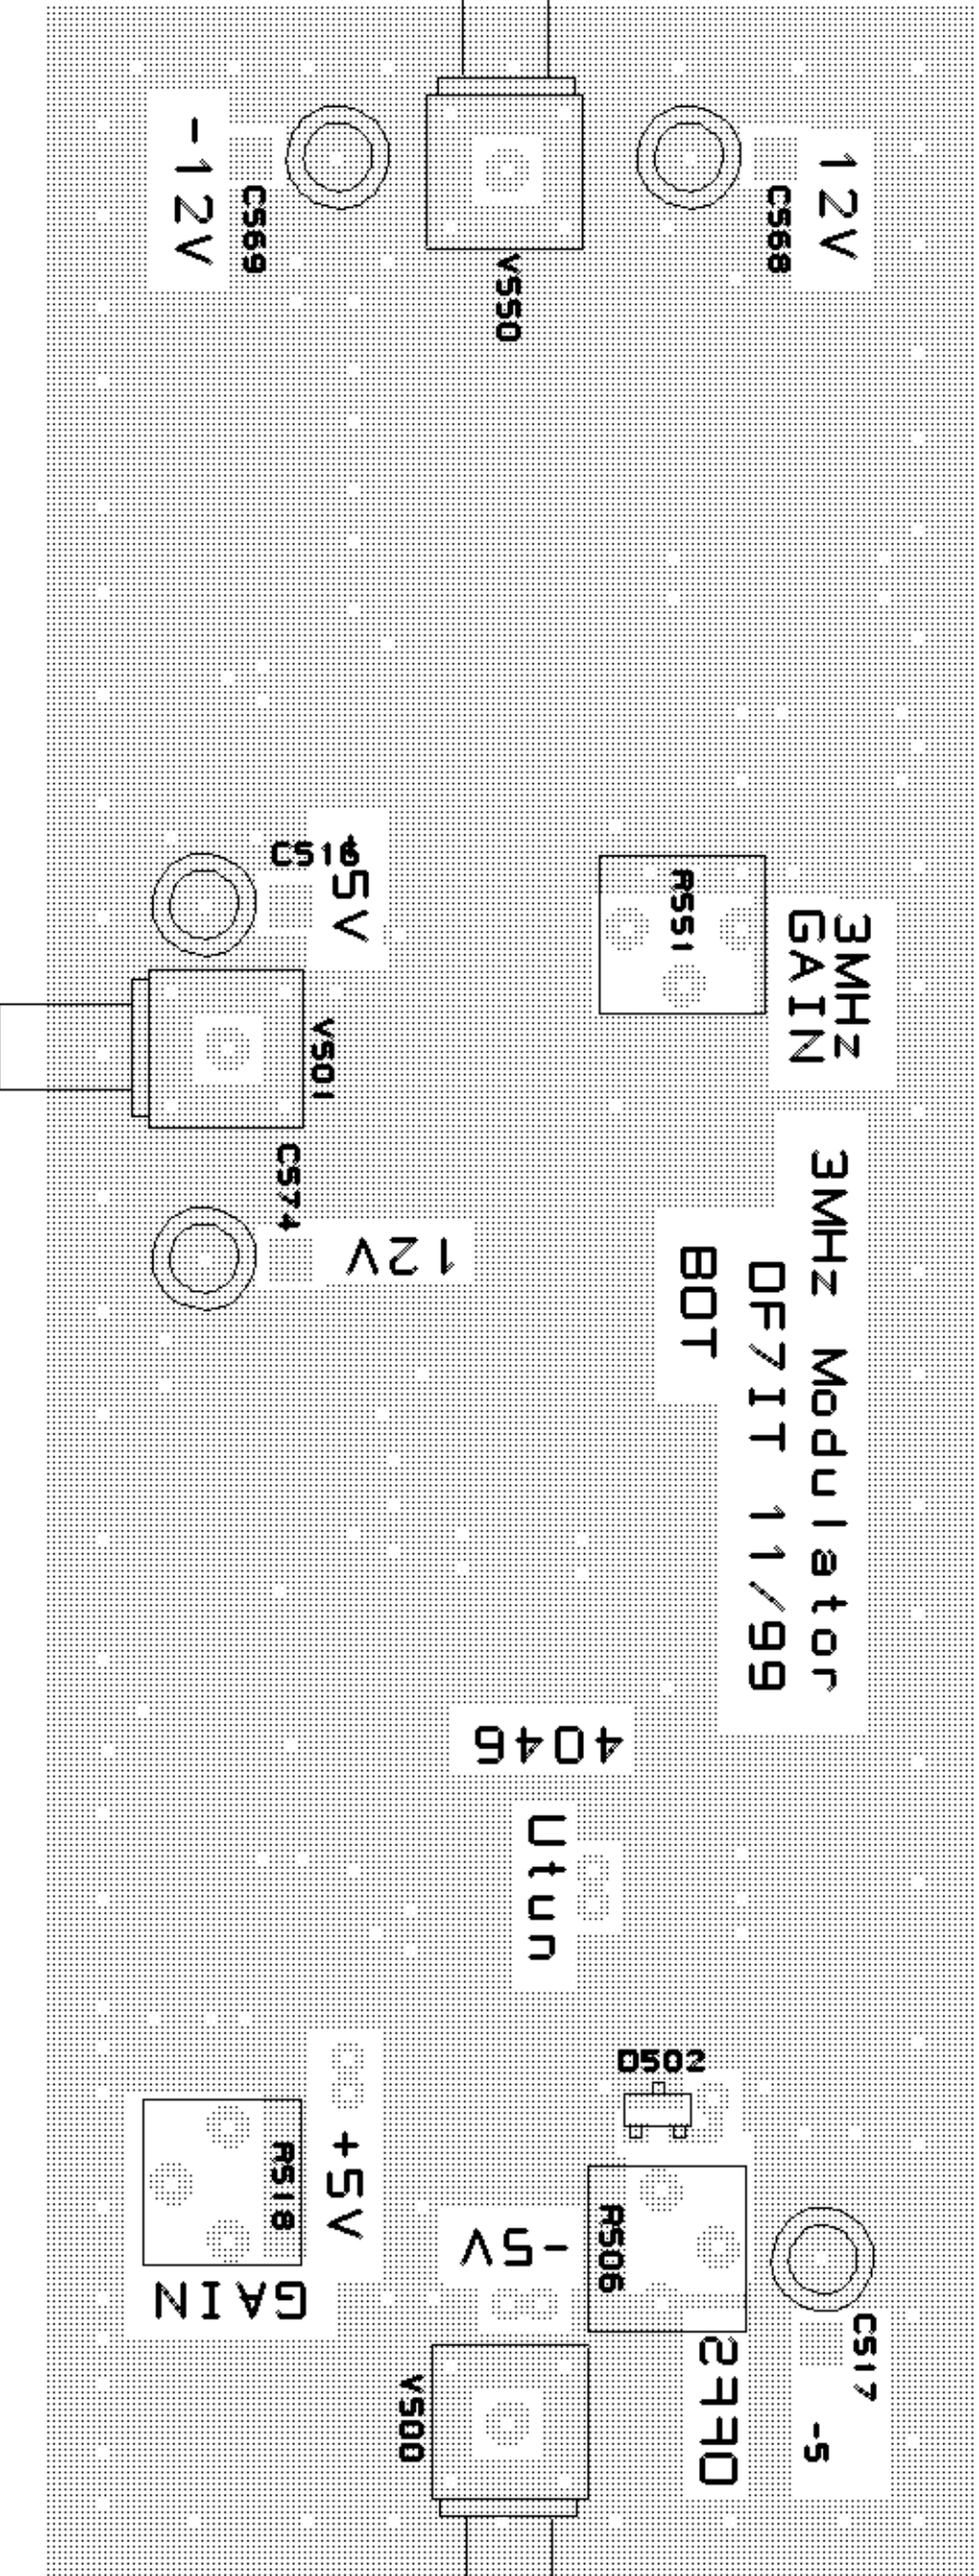 -12V
C569
V550
C568
12V
C516
+5V
R551
3MHz
GAIN
V501
C574
12V
3MHz Modulator
DF7IT 11/99
BOT
4046
Utun
D502
R518
+5V
GAIN
-5V
R506
OFFS
C517
-5
V500